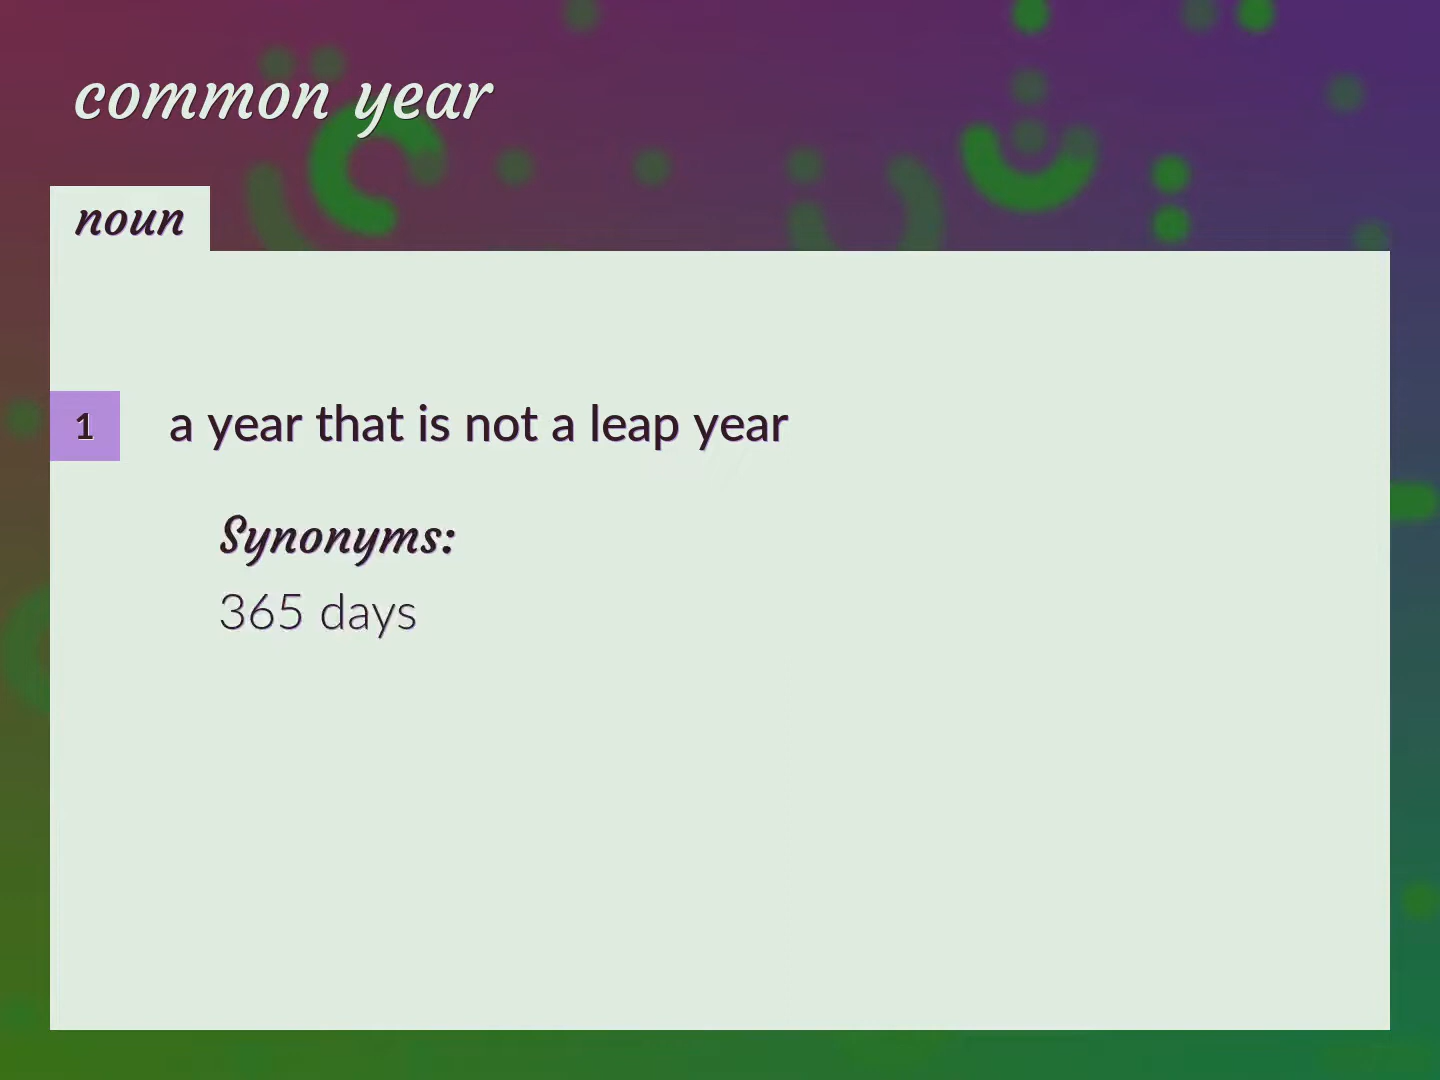 common year
noun
1
a year that is not a leap year
Synonyms:
365 days